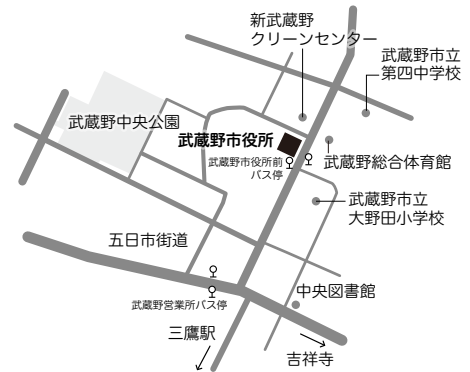 新武蔵野
クリーンセンター
武蔵野市立
第四中学校
武蔵野中央公園
武蔵野市役所
武蔵野市役所前
バス停
武蔵野総合体育館
武蔵野市立
大野田小学校
五日市街道
中央図書館
武蔵野営業所バス停
三鷹駅
吉祥寺